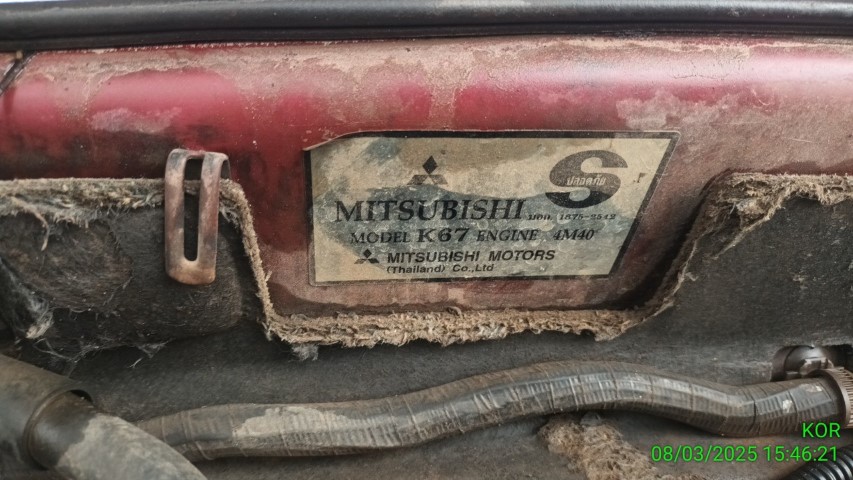 S
ปลอดภัย
MITSUBISHI มอก. 1875-2542
MODEL K67 ENGINE 4M40
MITSUBISHI MOTORS
(Thailand) Co.,Ltd
KOR
08/03/2025 15:46:21